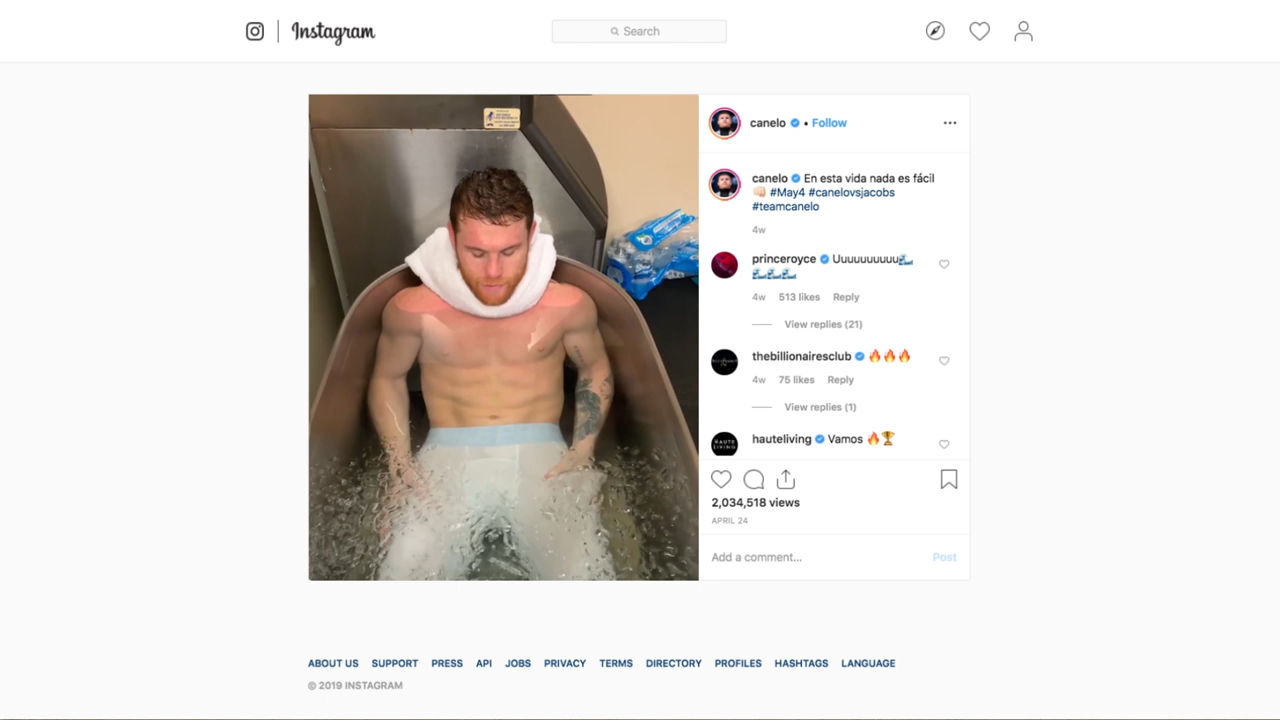 Instagram
Search
canelo • Follow
canelo En esta vida nada es fácil
👊🏻 #May4 #canelovsjacobs
#teamcanelo
4w
princeroyce Uuuuuuuuuu🌊
🌊🌊🌊
4w 513 likes Reply
View replies (21)
thebillionairesclub 🔥🔥🔥
4w 75 likes Reply
View replies (1)
HAUTE
LIVING
hauteliving Vamos 🔥🏆
2,034,518 views
APRIL 24
Add a comment... Post
ABOUT US SUPPORT PRESS API JOBS PRIVACY TERMS DIRECTORY PROFILES HASHTAGS LANGUAGE
© 2019 INSTAGRAM